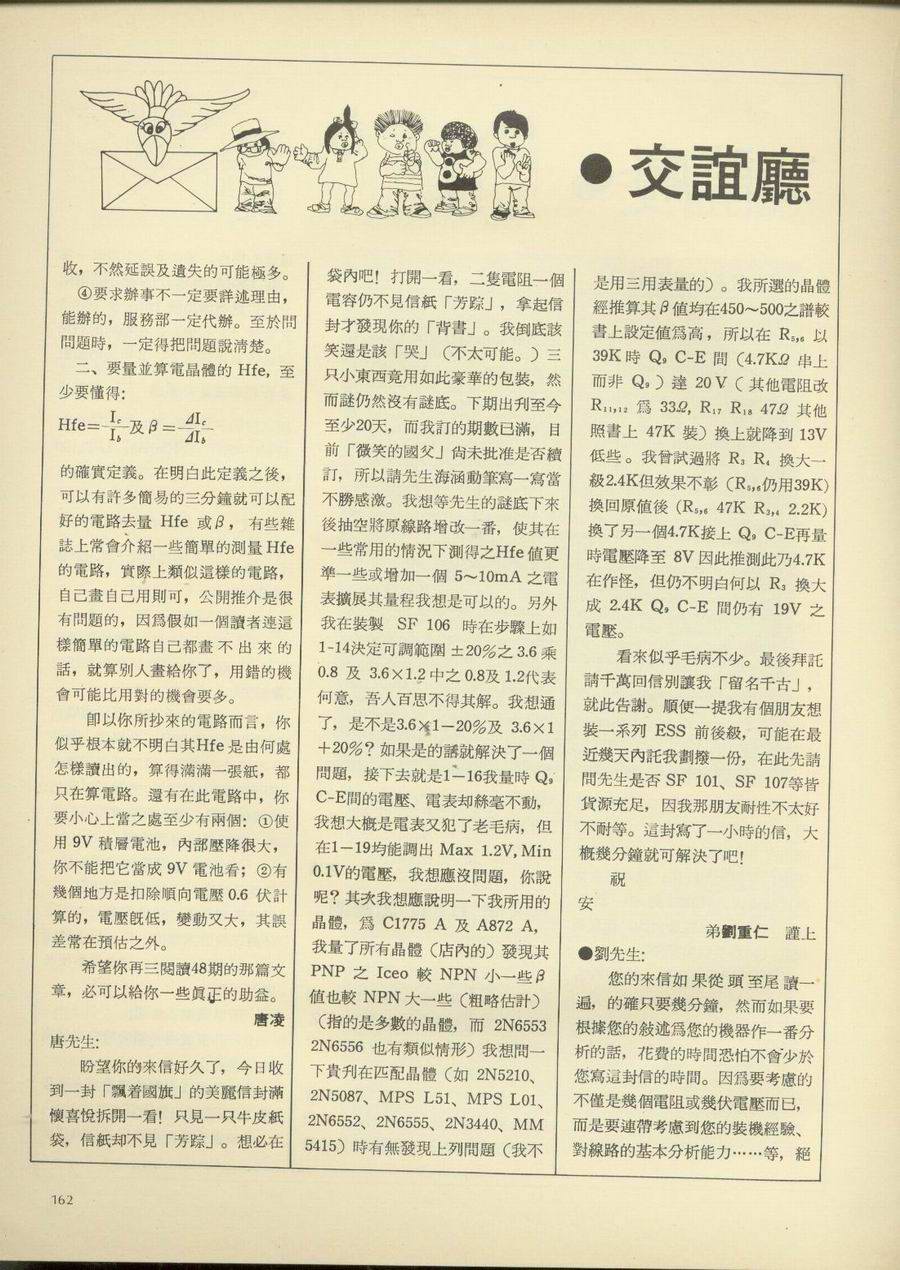 ●交誼廳
收，不然延誤及遺失的可能極多。
④要求辦事不一定要詳述理由，
能辦的，服務部一定代辦。至於問
問題時，一定得把問題說清楚。
二、要量並算電晶體的 Hfe，至
少要懂得：
Hfe=Ic/Ib 及β=ΔIc/ΔIb
的確實定義。在明白此定義之後，
可以有許多簡易的三分鐘就可以配
好的電路去量 Hfe 或β，有些雜
誌上常會介紹一些簡單的測量 Hfe
的電路，實際上類似這樣的電路，
自己畫自己用則可，公開推介是很
有問題的，因爲假如一個讀者連這
樣簡單的電路自己都畫不出來的
話，就算別人畫給你了，用錯的機
會可能比用對的機會要多。
卽以你所抄來的電路而言，你
似乎根本就不明白其Hfe 是由何處
怎樣讀出的，算得滿滿一張紙，都
只在算電路。還有在此電路中，你
要小心上當之處至少有兩個：①使
用 9V 積層電池，內部壓降很大，
你不能把它當成 9V 電池看；②有
幾個地方是扣除順向電壓 0.6 伏計
算的，電壓旣低，變動又大，其誤
差常在預估之外。
希望你再三閱讀48期的那篇文
章，必可以給你一些眞正的助益。
唐凌
唐先生：
盼望你的來信好久了，今日收
到一封「飄着國旗」的美麗信封滿
懷喜悅拆開一看！只見一只牛皮紙
袋，信紙却不見「芳踪」。想必在
袋內吧！打開一看，二隻電阻一個
電容仍不見信紙「芳踪」，拿起信
封才發現你的「背書」。我倒底該
笑還是該「哭」（不太可能。）三
只小東西竟用如此豪華的包裝，然
而謎仍然沒有謎底。下期出刋至今
至少20天，而我訂的期數已滿，目
前「微笑的國父」尙未批准是否續
訂，所以請先生海涵動筆寫一寫當
不勝感激。我想等先生的謎底下來
後抽空將原線路增改一番，使其在
一些常用的情況下測得之Hfe 值更
準一些或增加一個 5～10mA 之電
表擴展其量程我想是可以的。另外
我在裝製 SF 106 時在步驟上如
1-14決定可調範圍 ±20%之 3.6 乘
0.8 及 3.6×1.2 中之 0.8及 1.2代表
何意，吾人百思不得其解。我想通
了，是不是3.6×1－20%及 3.6×1
＋20%？如果是的話就解決了一個
問題，接下去就是1－16我量時 Q₉
C-E間的電壓、電表却絲毫不動，
我想大槪是電表又犯了老毛病，但
在1－19均能調出 Max 1.2V, Min
0.1V的電壓，我想應沒問題，你說
呢？其次我想應說明一下我所用的
晶體，爲 C1775 A 及 A872 A,
我量了所有晶體（店內的）發現其
PNP 之 Iceo 較 NPN 小一些β
值也較 NPN 大一些（粗略估計）
（指的是多數的晶體，而 2N6553
2N6556 也有類似情形）我想問一
下貴刋在匹配晶體（如 2N5210、
2N5087、MPS L51、MPS L01、
2N6552、2N6555、2N3440、MM
5415）時有無發現上列問題（我不
是用三用表量的）。我所選的晶體
經推算其β值均在450～500之譜較
書上設定值爲高，所以在 R₅,₆ 以
39K 時 Q₉ C-E 間（4.7KΩ 串上
而非 Q₉）達 20 V（其他電阻改
R₁₁,₁₂ 爲 33Ω, R₁₇ R₁₈ 47Ω 其他
照書上 47K 裝）換上就降到 13V
低些。我曾試過將 R₃ R₄ 換大一
級2.4K但效果不彰（R₅,₆仍用39K)
換回原值後（R₅,₆ 47K R₃,₄ 2.2K)
換了另一個4.7K接上 Q₉ C-E再量
時電壓降至 8V 因此推測此乃4.7K
在作怪，但仍不明白何以 R₃ 換大
成 2.4K Q₉ C-E 間仍有 19V 之
電壓。
看來似乎毛病不少。最後拜託
請千萬回信別讓我「留名千古」，
就此告謝。順便一提我有個朋友想
裝一系列 ESS 前後級，可能在最
近幾天內託我劃撥一份，在此先請
問先生是否 SF 101、SF 107等皆
貨源充足，因我那朋友耐性不太好
不耐等。這封寫了一小時的信，大
槪幾分鐘就可解決了吧！
祝
安
弟劉重仁　謹上
●劉先生：
您的來信如果從頭至尾讀一
遍，的確只要幾分鐘，然而如果要
根據您的敘述爲您的機器作一番分
析的話，花費的時間恐怕不會少於
您寫這封信的時間。因爲要考慮的
不僅是幾個電阻或幾伏電壓而已，
而是要連帶考慮到您的裝機經驗、
對線路的基本分析能力……等，絕
162